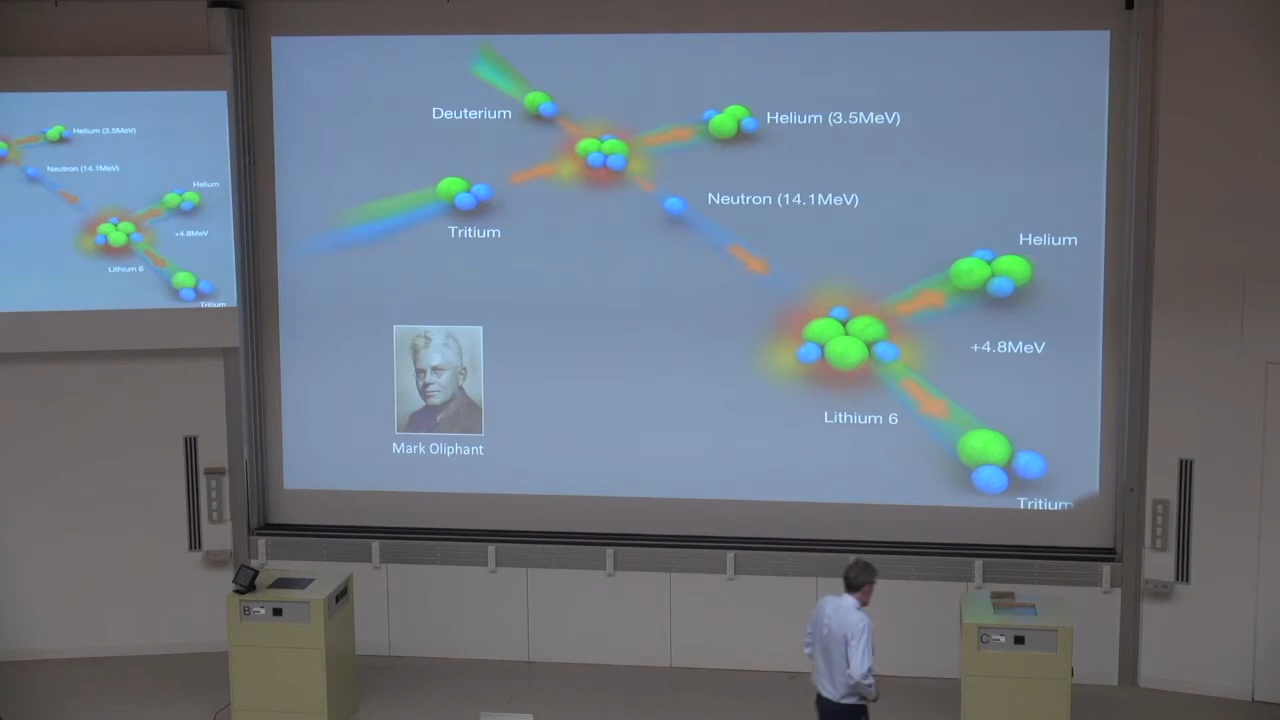 Helium (3.5MeV)
Neutron (14.1MeV)
Helium
+4.8MeV
Lithium 6
Tritium
Deuterium
Helium (3.5MeV)
Tritium
Neutron (14.1MeV)
Helium
+4.8MeV
Lithium 6
Tritium
Mark Oliphant
B
C